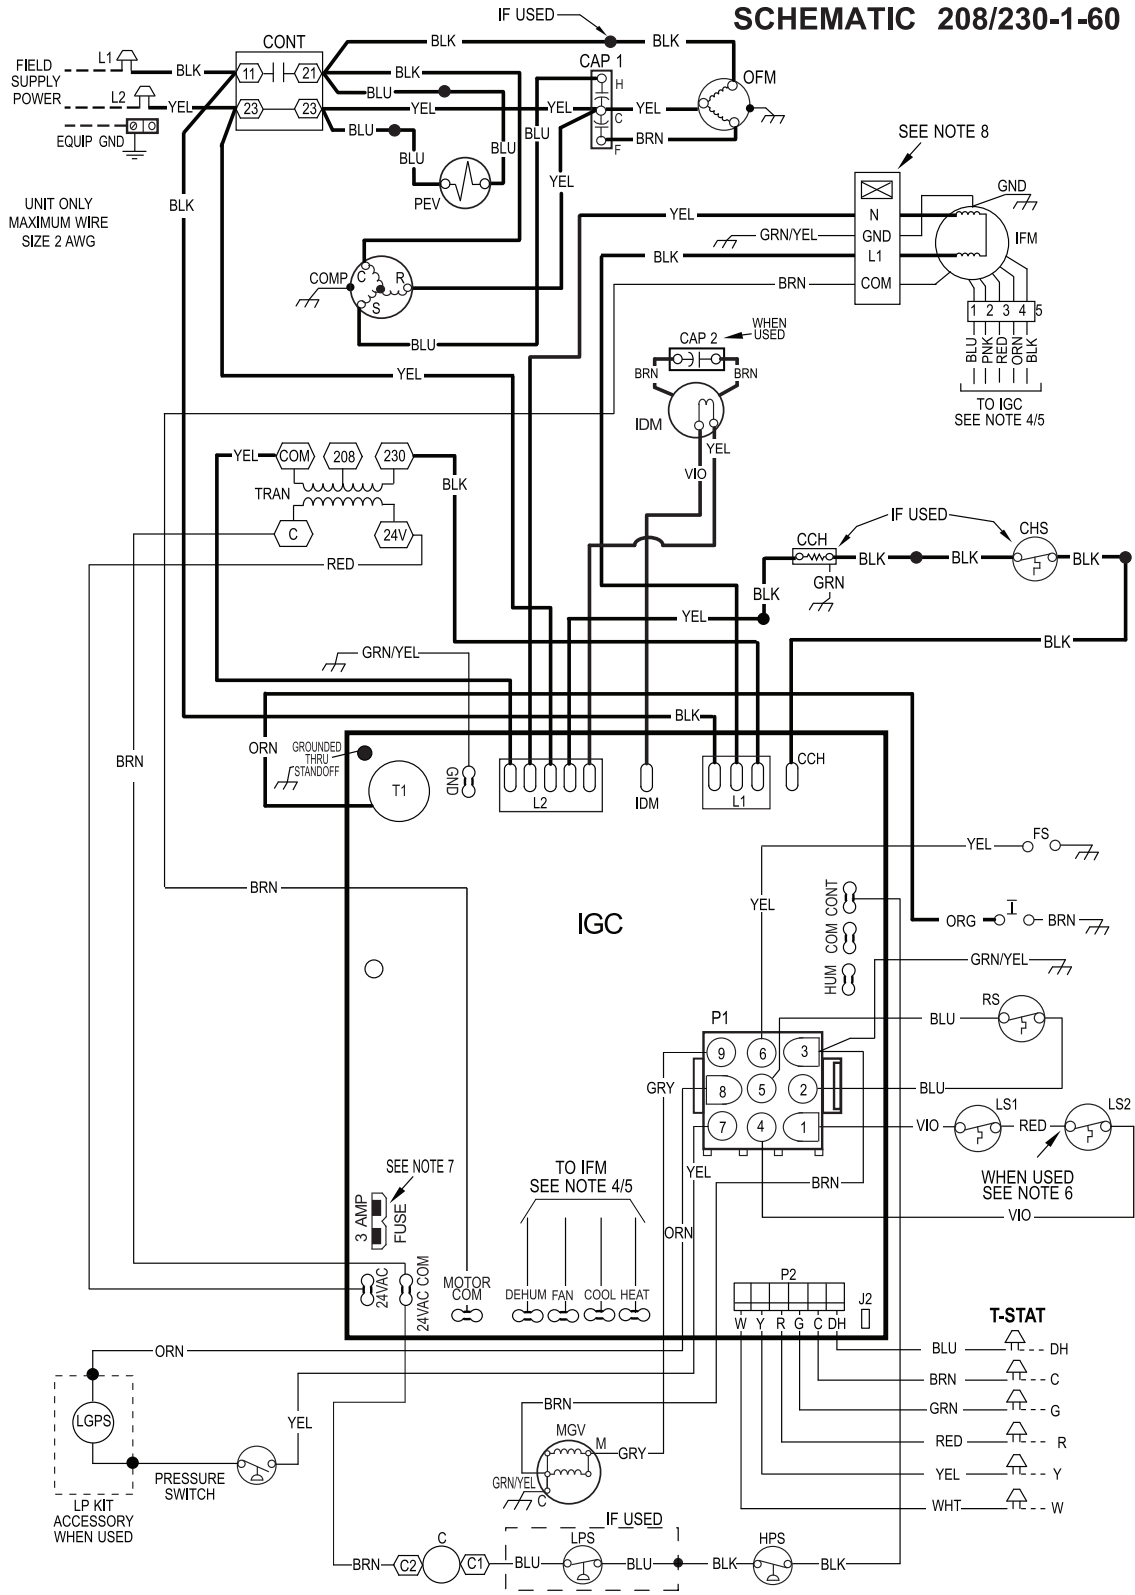 SCHEMATIC 208/230-1-60
IF USED
BLK
BLK
CONT
CAP 1
FIELD
SUPPLY
POWER
L1
BLK
11
21
BLK
H
OFM
BLU
L2
YEL
23
23
YEL
YEL
C
YEL
EQUIP GND
BLU
BLU
BLU
BLU
F
BRN
SEE NOTE 8
PEV
YEL
UNIT ONLY
MAXIMUM WIRE
SIZE 2 AWG
BLK
YEL
N
GND
GRN/YEL
GND
IFM
BLK
L1
COMP
C
R
S
BRN
COM
1 2 3 4 5
BLU
PNK
RED
ORN
BLK
TO IGC
SEE NOTE 4/5
BLU
WHEN
USED
CAP 2
BRN
BRN
YEL
IDM
YEL
VIO
YEL
COM
208
230
BLK
TRAN
C
24V
RED
IF USED
CCH
CHS
BLK
BLK
BLK
GRN
BLK
YEL
BLK
GRN/YEL
BLK
BRN
ORN
GROUNDED
THRU
STANDOFF
T1
GND
L2
IDM
L1
CCH
YEL
FS
BRN
YEL
IGC
CONT
COM
HUM
ORG
I
BRN
GRN/YEL
RS
BLU
P1
9
6
3
GRY
8
5
2
BLU
7
4
1
LS1
LS2
VIO
RED
YEL
BRN
WHEN USED
SEE NOTE 6
VIO
SEE NOTE 7
3 AMP
FUSE
TO IFM
SEE NOTE 4/5
ORN
24VAC
24VAC COM
MOTOR
COM
DEHUM
FAN
COOL
HEAT
P2
J2
W Y R G C DH
T-STAT
BLU
DH
BRN
C
GRN
G
RED
R
YEL
Y
WHT
W
ORN
LGPS
YEL
PRESSURE
SWITCH
LP KIT
ACCESSORY
WHEN USED
BRN
MGV
M
GRY
GRN/YEL
C
IF USED
BRN
C2
C
C1
BLU
LPS
BLU
BLK
HPS
BLK